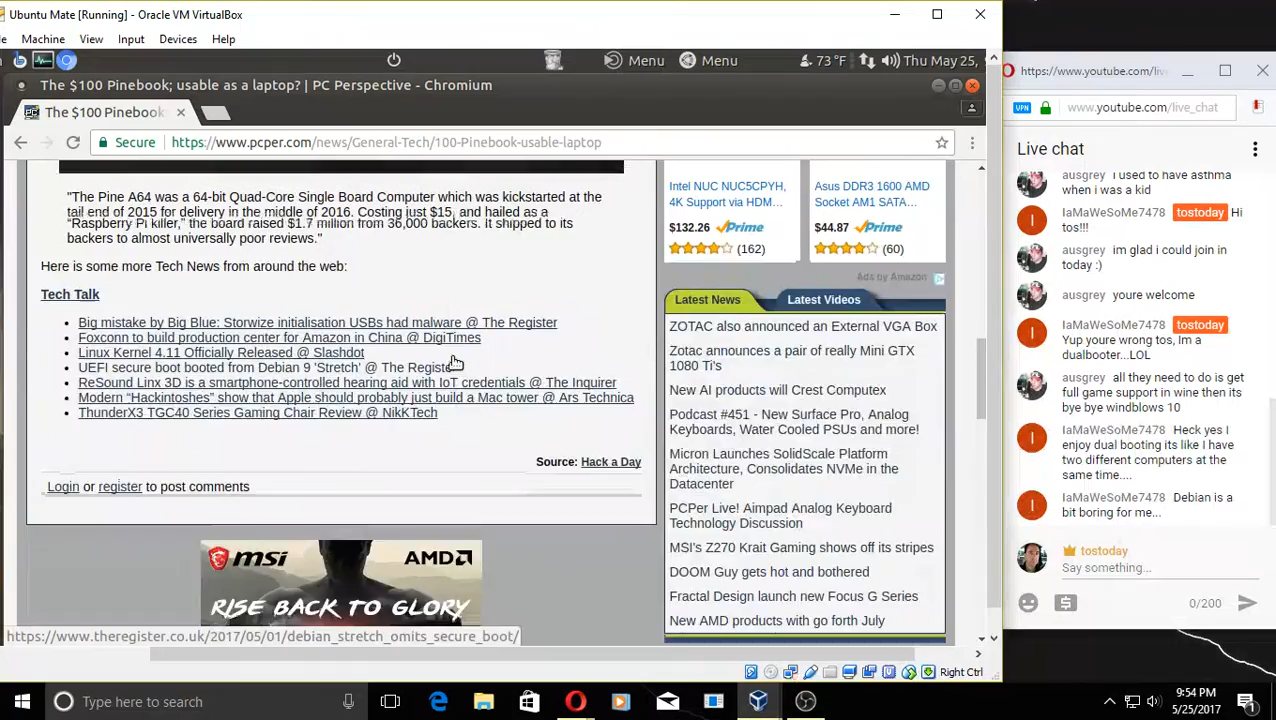 Ubuntu Mate [Running] - Oracle VM VirtualBox
Machine View Input Devices Help
Menu Menu 73 °F Thu May 25,
The $100 Pinebook; usable as a laptop? | PC Perspective - Chromium
The $100 Pinebook
Secure https://www.pcper.com/news/General-Tech/100-Pinebook-usable-laptop
"The Pine A64 was a 64-bit Quad-Core Single Board Computer which was kickstarted at the
tail end of 2015 for delivery in the middle of 2016. Costing just $15, and hailed as a
"Raspberry Pi killer," the board raised $1.7 million from 36,000 backers. It shipped to its
backers to almost universally poor reviews."
Here is some more Tech News from around the web:
Tech Talk
Big mistake by Big Blue: Storwize initialisation USBs had malware @ The Register
Foxconn to build production center for Amazon in China @ DigiTimes
Linux Kernel 4.11 Officially Released @ Slashdot
UEFI secure boot booted from Debian 9 'Stretch' @ The Registe
ReSound Linx 3D is a smartphone-controlled hearing aid with IoT credentials @ The Inquirer
Modern “Hackintoshes” show that Apple should probably just build a Mac tower @ Ars Technica
ThunderX3 TGC40 Series Gaming Chair Review @ NikKTech
Source: Hack a Day
Login or register to post comments
msi AMD
RISE BACK TO GLORY
https://www.theregister.co.uk/2017/05/01/debian_stretch_omits_secure_boot/
Intel NUC NUC5CPYH,
4K Support via HDM…
$132.26 Prime
(162)
Asus DDR3 1600 AMD
Socket AM1 SATA…
$44.87 Prime
(60)
Ads by Amazon
Latest News Latest Videos
ZOTAC also announced an External VGA Box
Zotac announces a pair of really Mini GTX
1080 Ti's
New AI products will Crest Computex
Podcast #451 - New Surface Pro, Analog
Keyboards, Water Cooled PSUs and more!
Micron Launches SolidScale Platform
Architecture, Consolidates NVMe in the
Datacenter
PCPer Live! Aimpad Analog Keyboard
Technology Discussion
MSI's Z270 Krait Gaming shows off its stripes
DOOM Guy gets hot and bothered
Fractal Design launch new Focus G Series
New AMD products with go forth July
Right Ctrl
https://www.youtube.com/liv
VPN www.youtube.com/live_chat
Live chat
ausgrey i used to have asthma
when i was a kid
IaMaWeSoMe7478 tostoday Hi
tos!!!
ausgrey im glad i could join in
today :)
ausgrey youre welcome
IaMaWeSoMe7478 tostoday
Yup youre wrong tos, Im a
dualbooter...LOL
ausgrey all they need to do is get
full game support in wine then its
bye bye windblows 10
IaMaWeSoMe7478 Heck yes I
enjoy dual booting its like I have
two different computers at the
same time....
IaMaWeSoMe7478 Debian is a
bit boring for me...
tostoday
Say something...
0/200
Type here to search
9:54 PM
5/25/2017
1